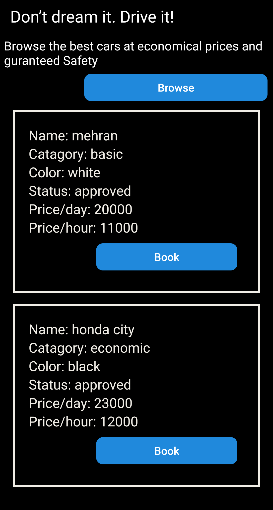 Don't dream it. Drive it!
Browse the best cars at economical prices and
guranteed Safety
Browse
Name: mehran
Catagory: basic
Color: white
Status: approved
Price/day: 20000
Price/hour: 11000
Book
Name: honda city
Catagory: economic
Color: black
Status: approved
Price/day: 23000
Price/hour: 12000
Book